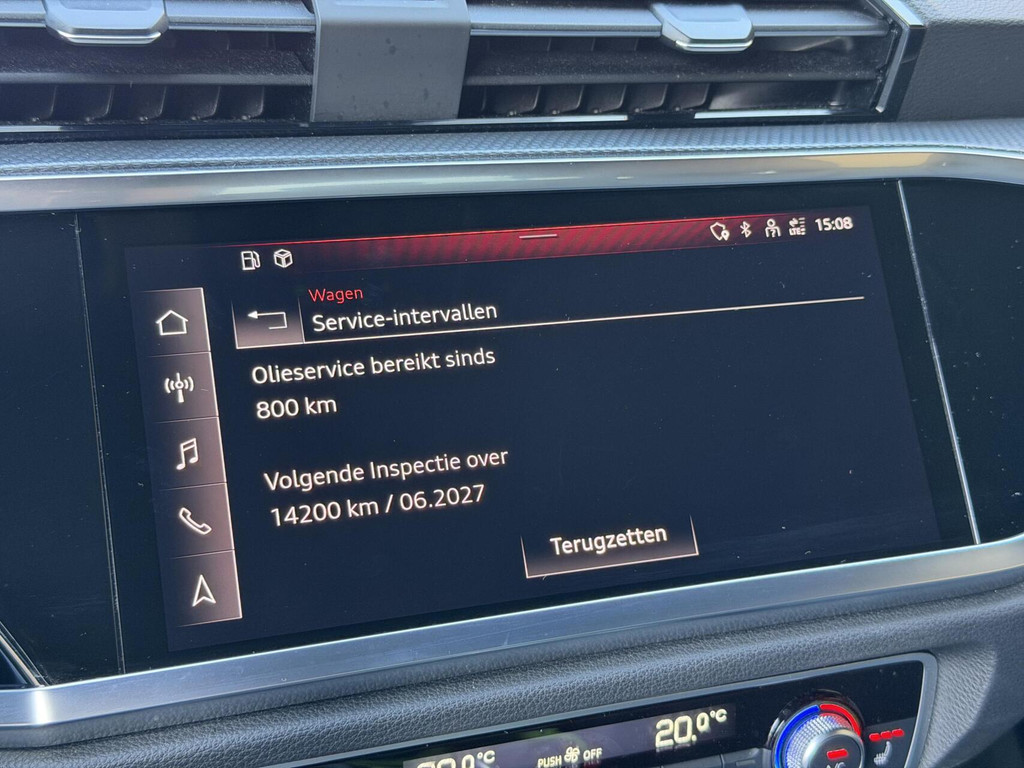 15:08
Wagen
Service-intervallen
Olieservice bereikt sinds
800 km
Volgende Inspectie over
14200 km / 06.2027
Terugzetten
20.0°C
PUSH OFF